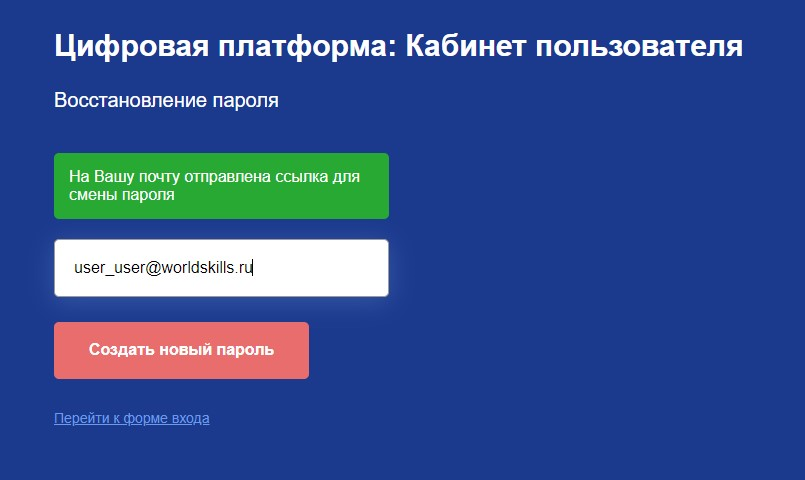 Цифровая платформа: Кабинет пользователя
Восстановление пароля
На Вашу почту отправлена ссылка для
смены пароля
user_user@worldskills.ru
Создать новый пароль
Перейти к форме входа